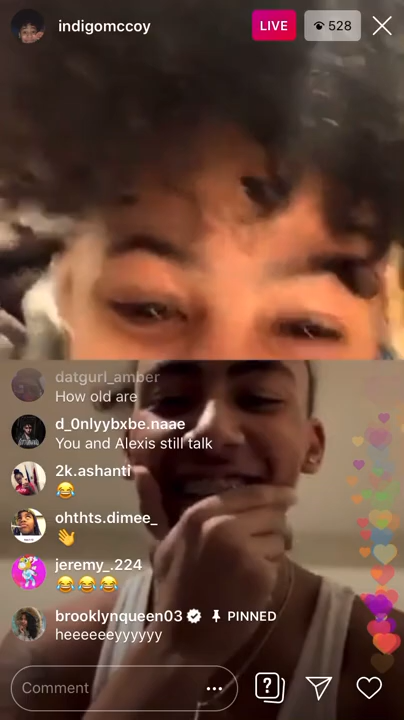 indigomccoy
LIVE
528
datgurl_amber
How old are
d_0nlyybxbe.naae
You and Alexis still talk
2k.ashanti
😂
ohthts.dimee_
👋
jeremy_.224
😂😂😂
brooklynqueen03 PINNED
heeeeeeyyyyyy
Comment